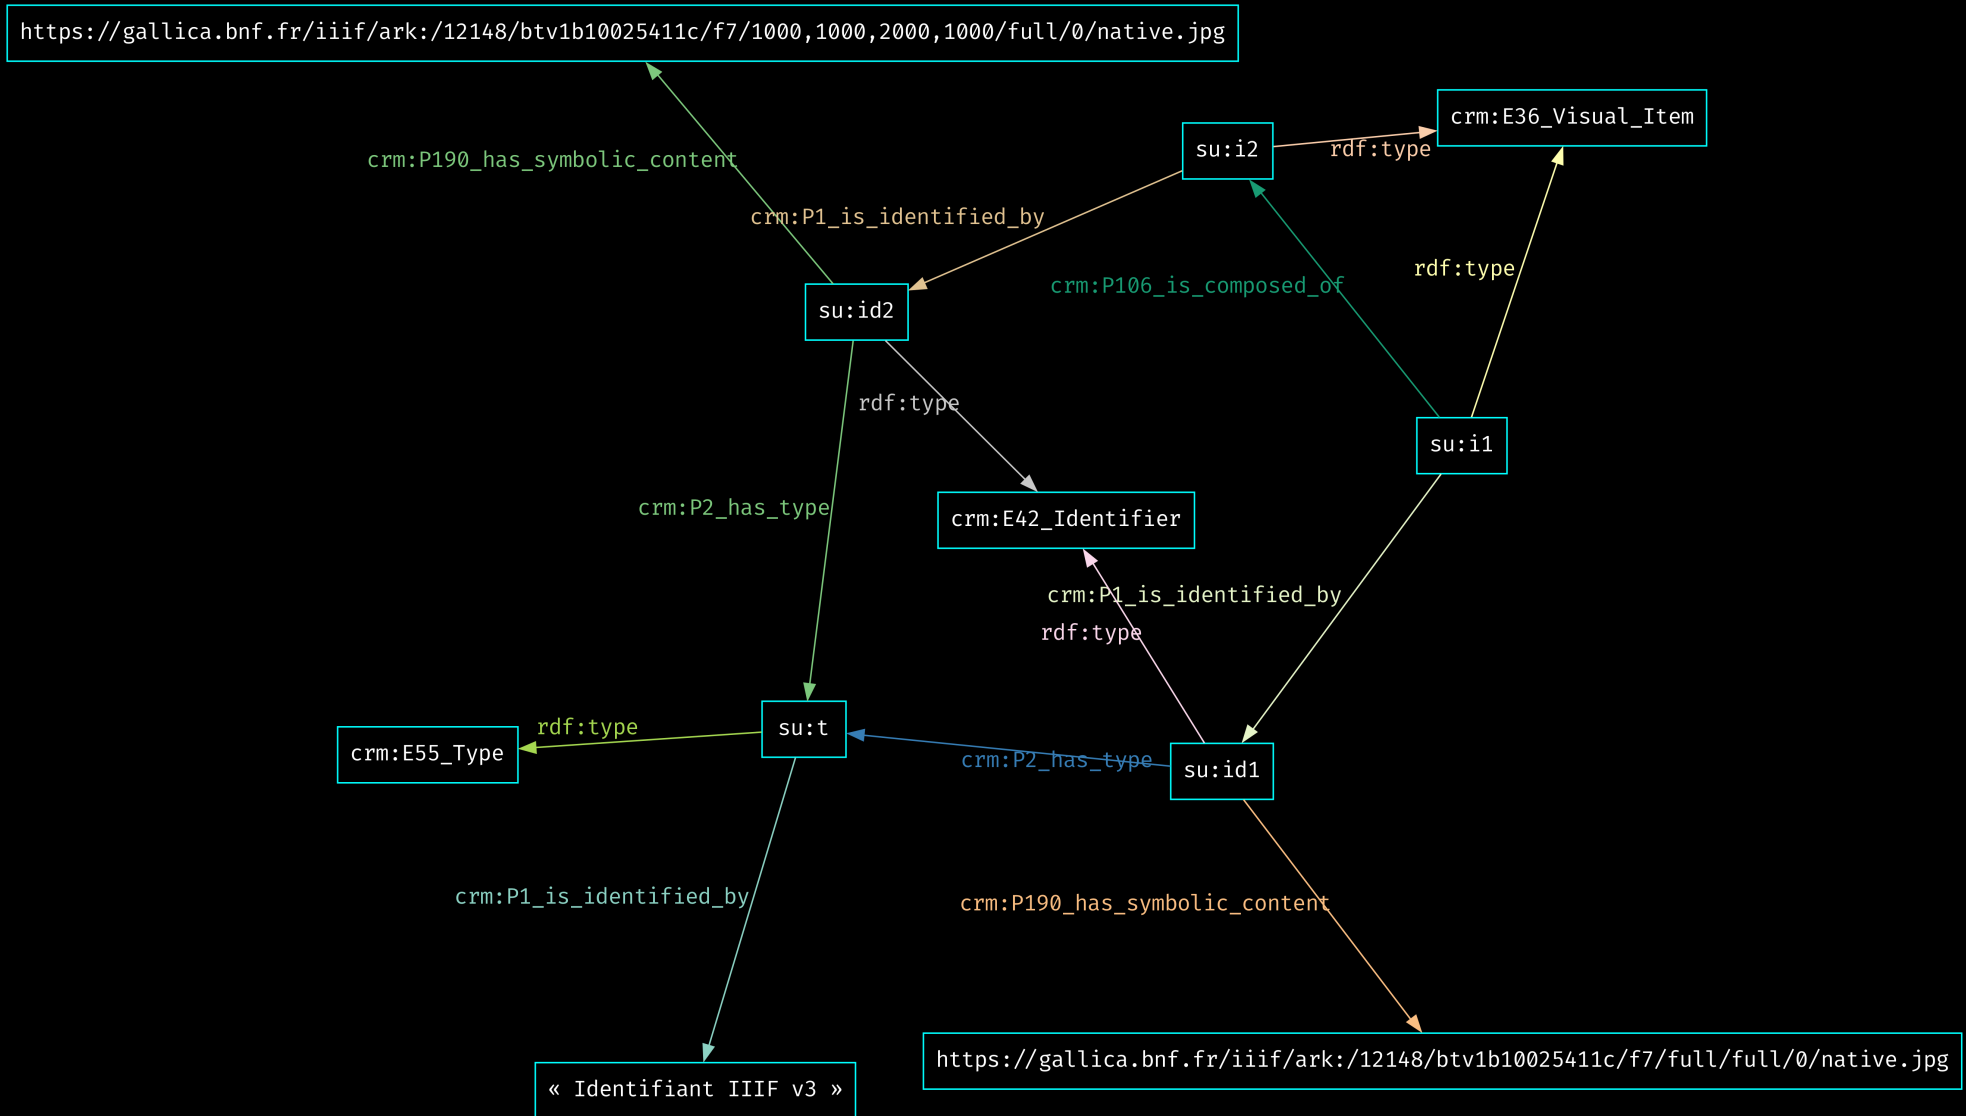 https://gallica.bnf.fr/iiif/ark:/12148/btv1b10025411c/f7/1000,1000,2000,1000/full/0/native.jpg
crm:E36_Visual_Item
su:i2
rdf:type
crm:P190_has_symbolic_content
crm:P1_is_identified_by
rdf:type
crm:P106_is_composed_of
su:id2
rdf:type
su:i1
crm:P2_has_type
crm:E42_Identifier
crm:P1_is_identified_by
rdf:type
su:t
rdf:type
crm:E55_Type
crm:P2_has_type
su:id1
crm:P1_is_identified_by
crm:P190_has_symbolic_content
https://gallica.bnf.fr/iiif/ark:/12148/btv1b10025411c/f7/full/full/0/native.jpg
« Identifiant IIIF v3 »